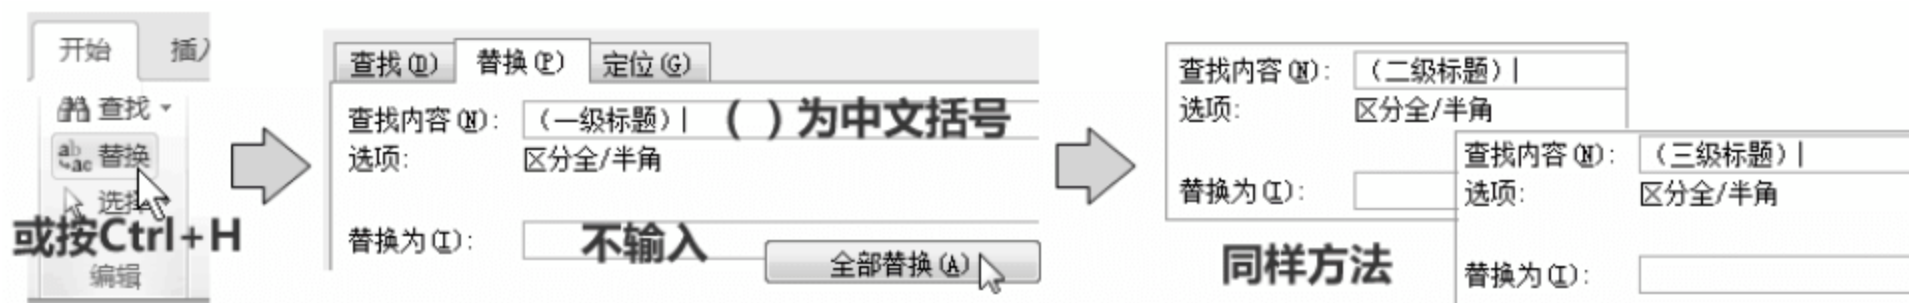 开始 插入
查找
替换
选择
或按Ctrl+H
编辑
查找(D) 替换(P) 定位(G)
查找内容(N): （一级标题） （ ）为中文括号
选项: 区分全/半角
替换为(I): 不输入
全部替换(A)
查找内容(N): （二级标题）
选项: 区分全/半角
替换为(I):
同样方法
查找内容(N): （三级标题）
选项: 区分全/半角
替换为(I):